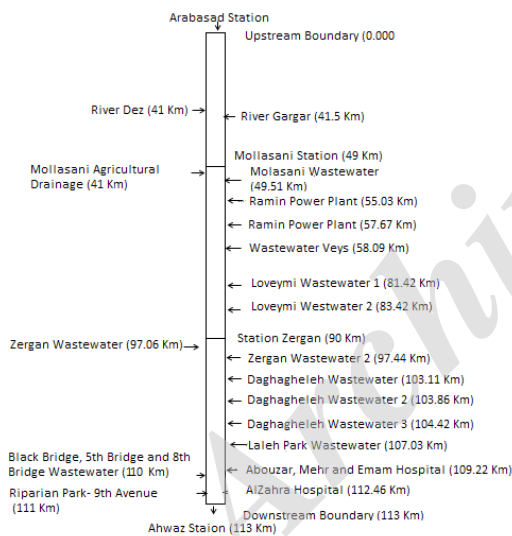 Arabasad Station
Upstream Boundary (0.000
River Dez (41 Km)
River Gargar (41.5 Km)
Mollasani Station (49 Km)
Mollasani Agricultural
Drainage (41 Km)
Molasani Wastewater
(49.51 Km)
Ramin Power Plant (55.03 Km)
Ramin Power Plant (57.67 Km)
Wastewater Veys (58.09 Km)
Loveymi Wastewater 1 (81.42 Km)
Loveymi Westwater 2 (83.42 Km)
Station Zergan (90 Km)
Zergan Wastewater (97.06 Km)
Zergan Wastewater 2 (97.44 Km)
Daghagheleh Wastewater (103.11 Km)
Daghagheleh Wastewater 2 (103.86 Km)
Daghagheleh Wastewater 3 (104.42 Km)
Laleh Park Wastewater (107.03 Km)
Black Bridge, 5th Bridge and 8th
Bridge Wastewater (110 Km)
Abouzar, Mehr and Emam Hospital (109.22 Km)
Riparian Park- 9th Avenue
(111 Km)
AlZahra Hospital (112.46 Km)
Downstream Boundary (113 Km)
Ahwaz Staion (113 Km)
Archi